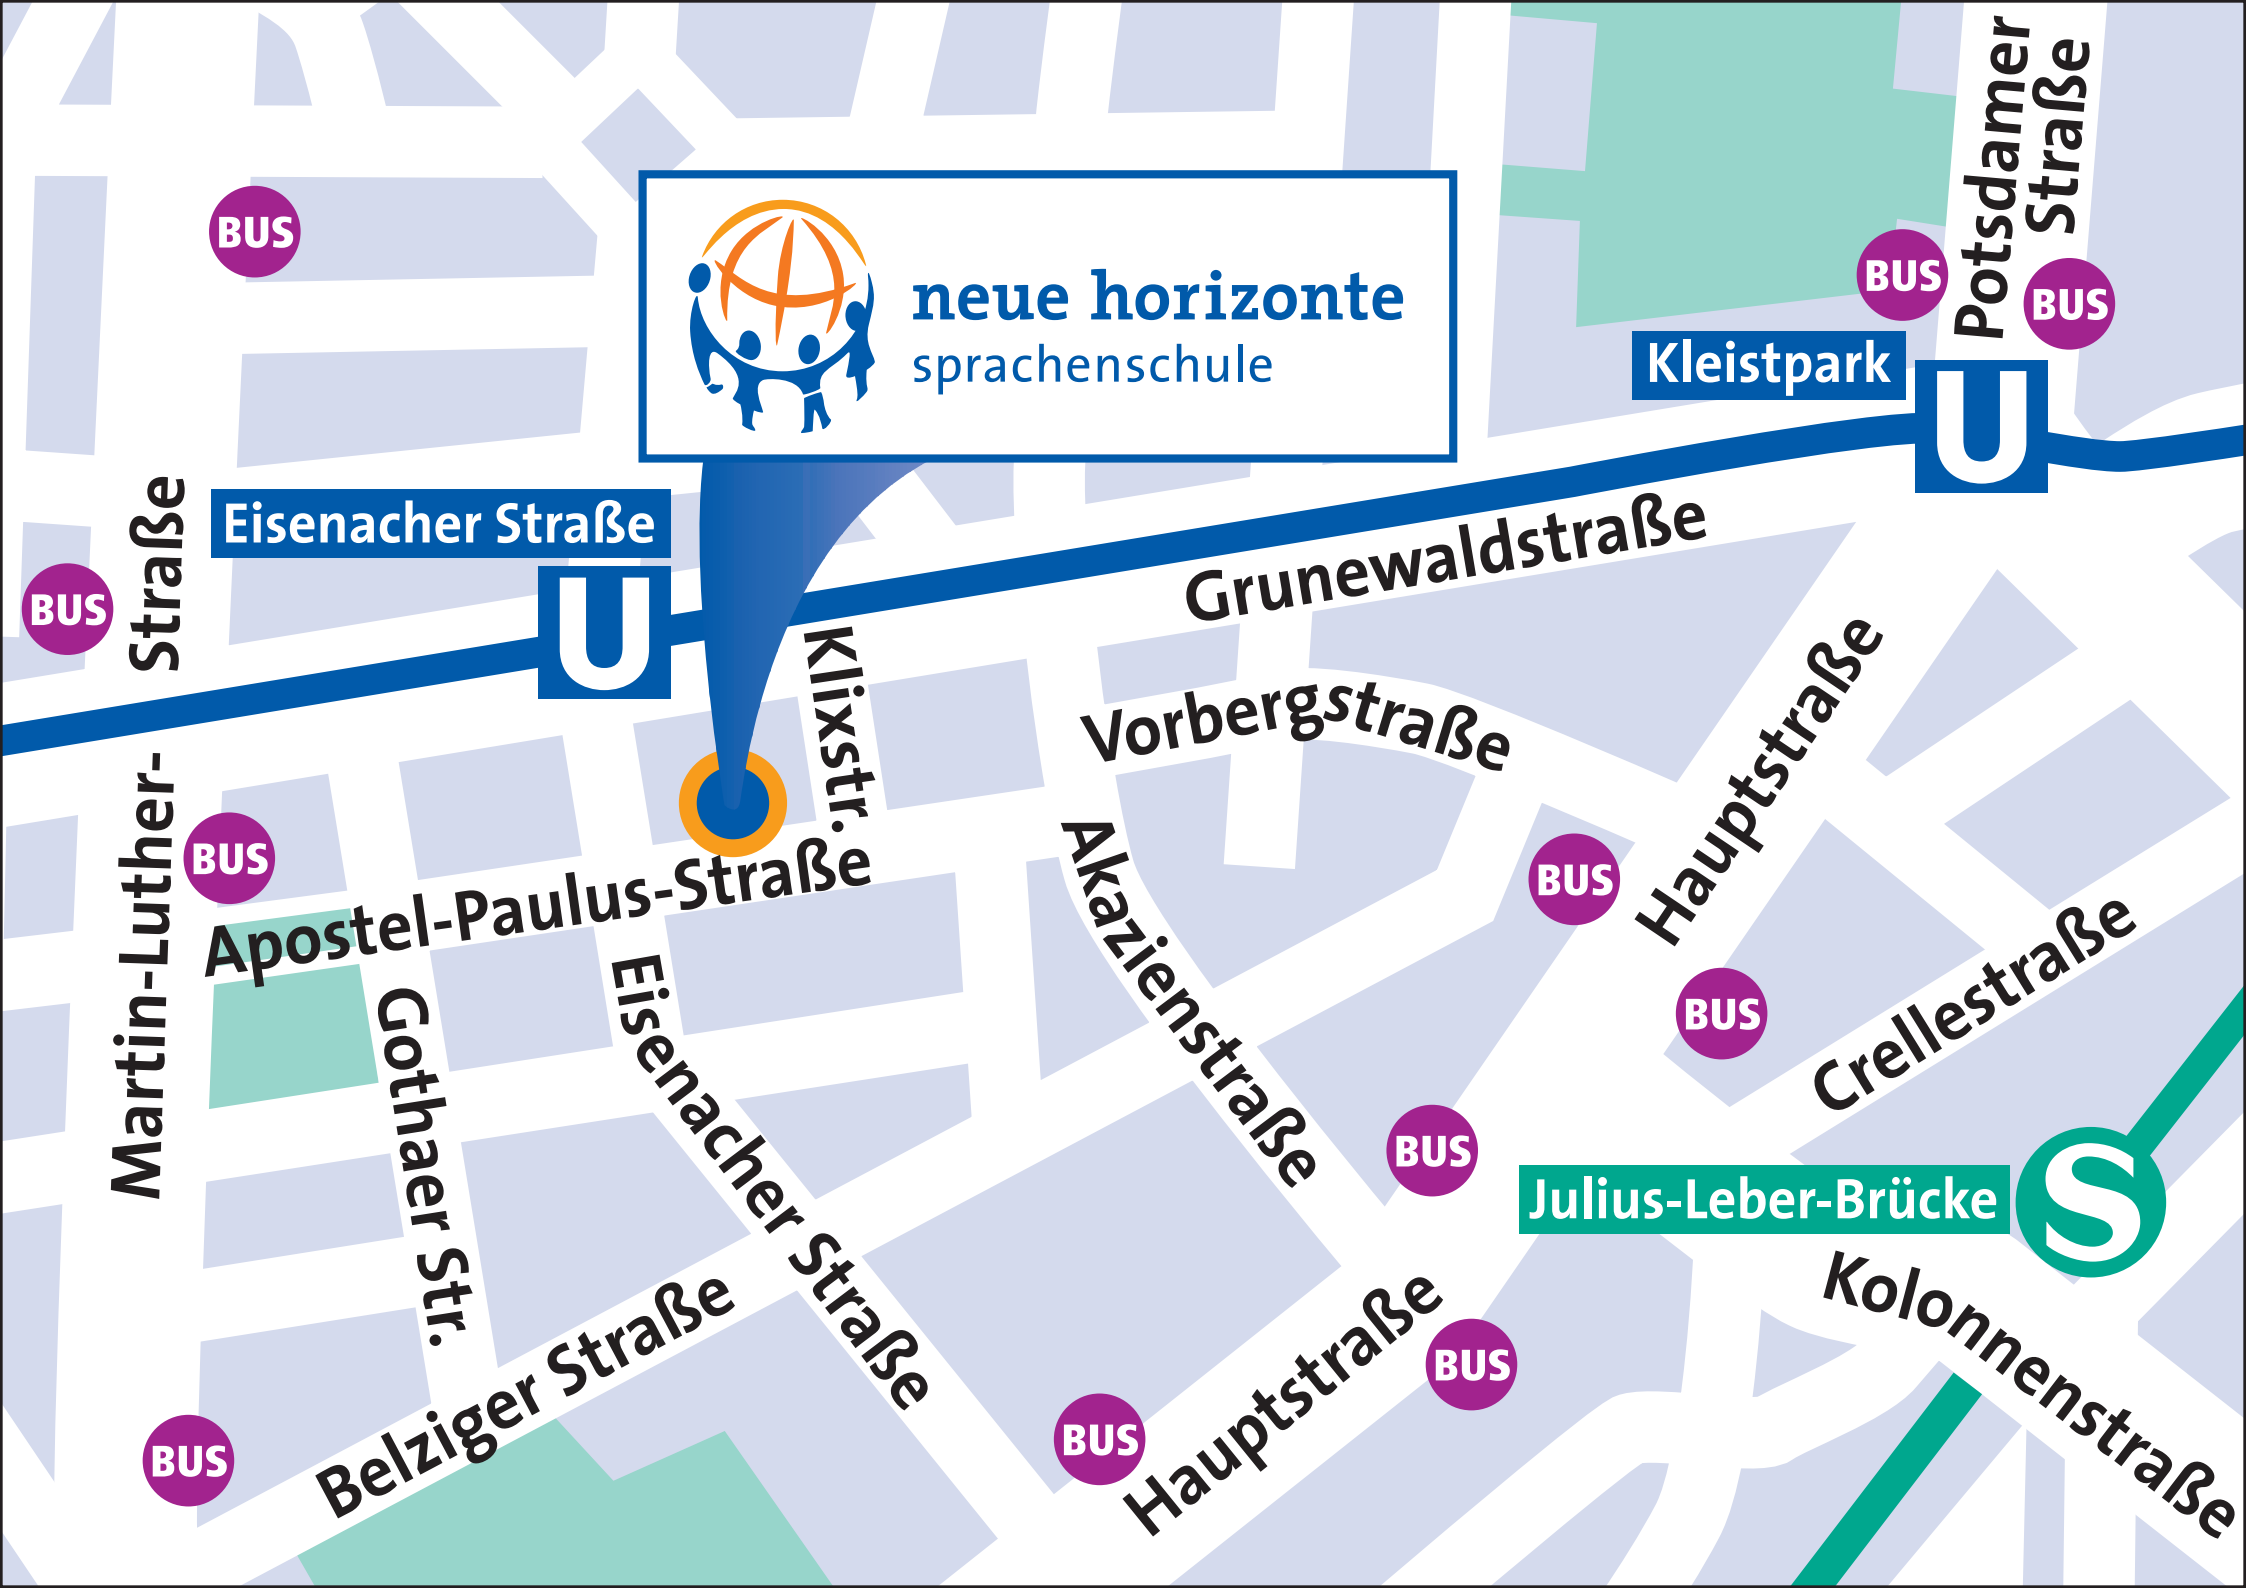 Potsdamer
Straße
BUS
BUS
BUS
neue horizonte
sprachenschule
Kleistpark
U
Eisenacher Straße
U
Grunewaldstraße
BUS
Martin-Luther-
Straße
Klixstr.
Vorbergstraße
Hauptstraße
BUS
Apostel-Paulus-Straße
Akazienstraße
BUS
Crellestraße
BUS
Gothaer Str.
Eisenacher Straße
BUS
Julius-Leber-Brücke
S
Kolonnenstraße
Belziger Straße
Hauptstraße
BUS
BUS
BUS